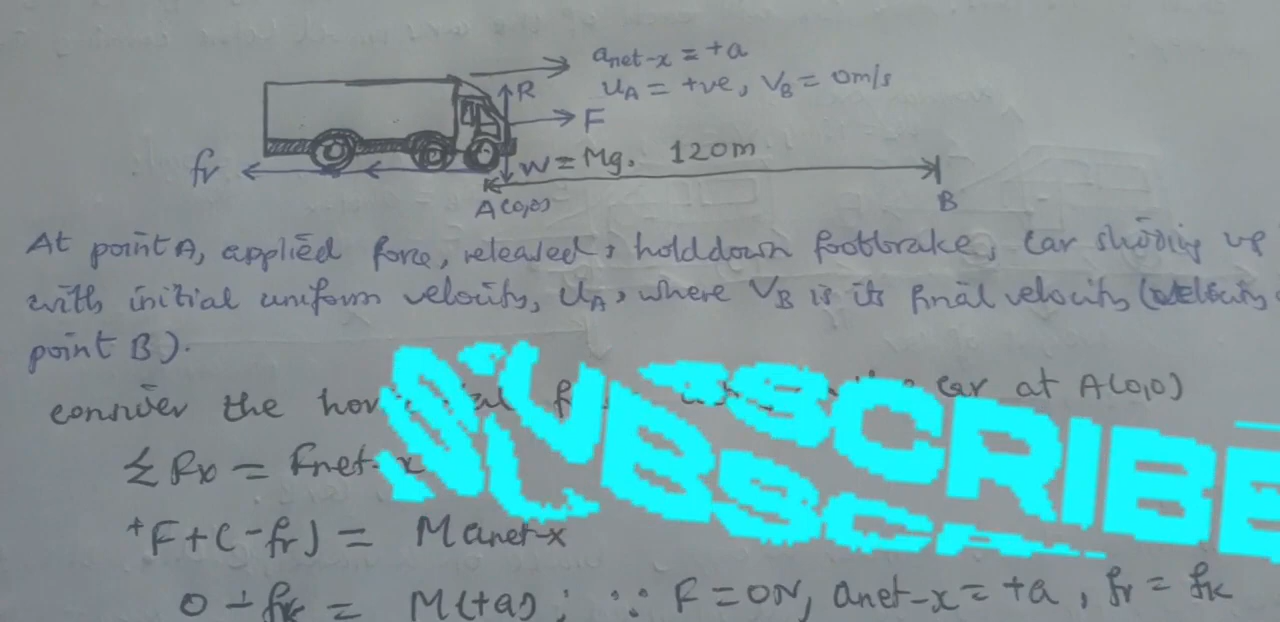 anet-x = +a
uA = +ve, VB = 0m/s
R
F
fr
W = Mg. 120m
A(0,0)
B
At point A, applied force, released, holddown footbrake, car up
with initial uniform velocity, UA, where VB is its final velocity (velocity
point B).
consider the car at A(0,0)
Σ Fx = Fnet-x
+F+(-fr) = Manet-x
0 - fk = M(+a); ∵ F = 0N, anet-x = +a, fr = fk
SUBSCRIBE